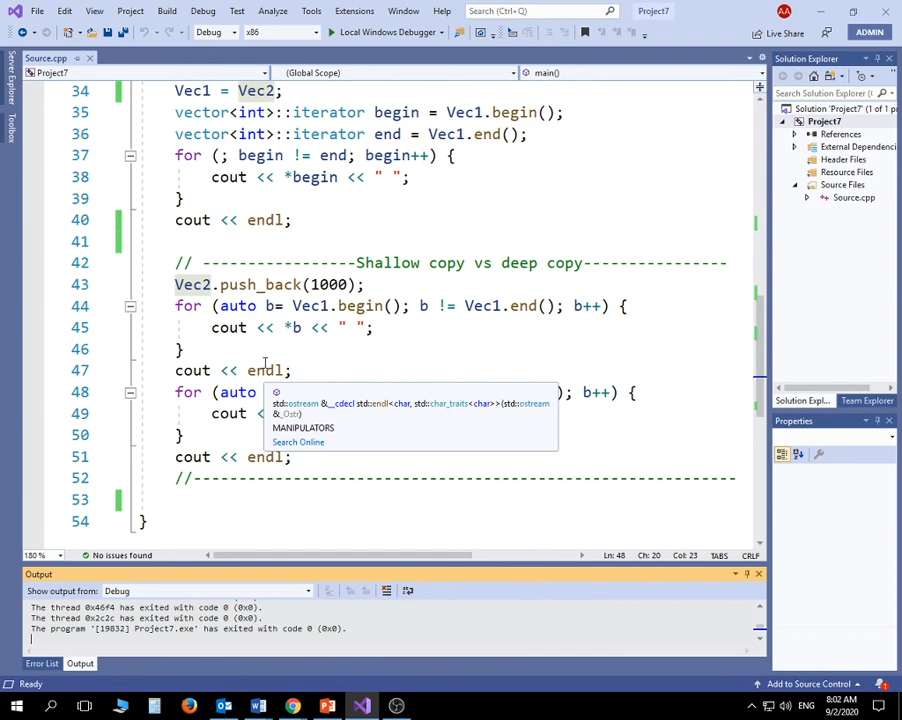 File Edit View Project Build Debug Test Analyze Tools Extensions Window Help Search (Ctrl+Q) Project7 AA
Debug x86 Local Windows Debugger Live Share ADMIN
Server Explorer
Toolbox
Source.cpp
Project7 (Global Scope) main()
34 Vec1 = Vec2;
35 vector<int>::iterator begin = Vec1.begin();
36 vector<int>::iterator end = Vec1.end();
37 for (; begin != end; begin++) {
38 cout << *begin << " ";
39 }
40 cout << endl;
41
42 // -----------------Shallow copy vs deep copy----------------
43 Vec2.push_back(1000);
44 for (auto b= Vec1.begin(); b != Vec1.end(); b++) {
45 cout << *b << " ";
46 }
47 cout << endl;
48 for (auto ); b++) {
49 cout <
50 }
51 cout << endl;
52 //------------------------------------------------------------
53
54 }
std::ostream &__cdecl std::endl<char, std::char_traits<char>>(std::ostream
&_Ostr)
MANIPULATORS
Search Online
180 % No issues found Ln: 48 Ch: 20 Col: 23 TABS CRLF
Output
Show output from: Debug
The thread 0x46f4 has exited with code 0 (0x0).
The thread 0x2c2c has exited with code 0 (0x0).
The program '[19832] Project7.exe' has exited with code 0 (0x0).
Error List Output
Solution Explorer
Search Solution Explorer (Ctrl+;)
Solution 'Project7' (1 of 1 pr
Project7
References
External Dependenci
Header Files
Resource Files
Source Files
Source.cpp
Solution Expl... Team Explorer
Properties
Ready Add to Source Control 1
ENG 8:02 AM
9/2/2020